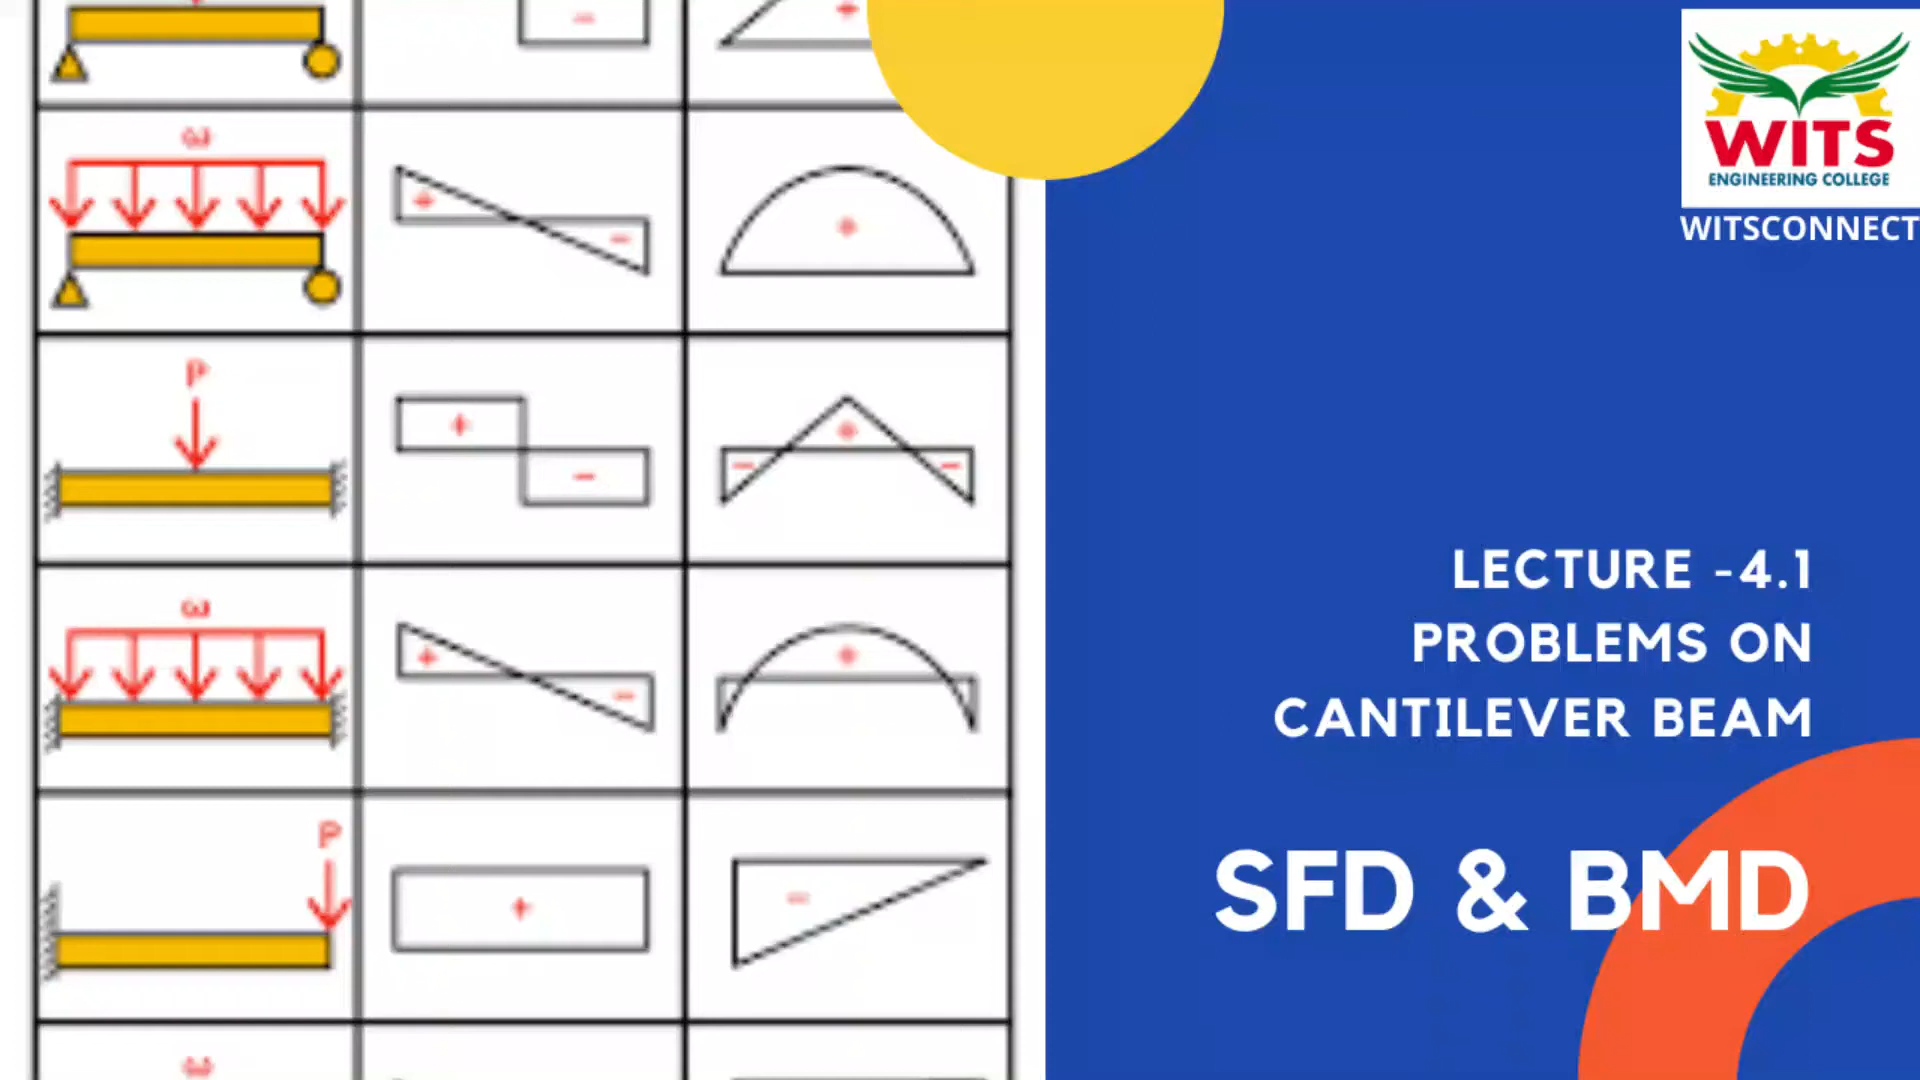 -
+
ω
+
-
+
P
+
-
+
-
-
ω
+
-
+
P
+
-
ω
WITS
ENGINEERING COLLEGE
WITSCONNECT
LECTURE -4.1
PROBLEMS ON
CANTILEVER BEAM
SFD & BMD